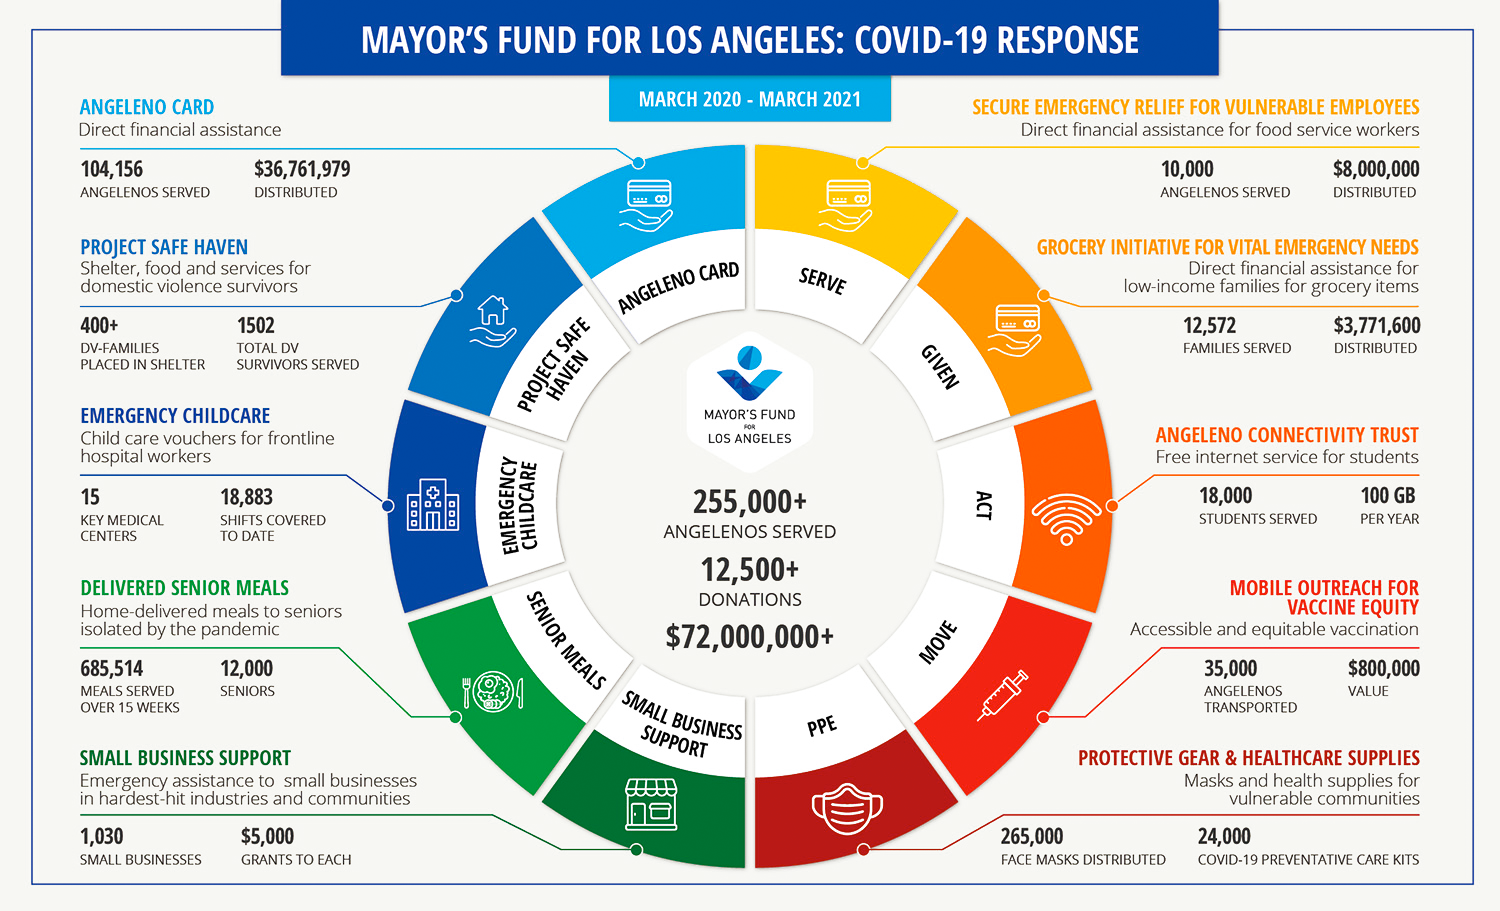 MAYOR'S FUND FOR LOS ANGELES: COVID-19 RESPONSE
MARCH 2020 - MARCH 2021
ANGELENO CARD
Direct financial assistance
104,156
ANGELENOS SERVED
$36,761,979
DISTRIBUTED
PROJECT SAFE HAVEN
Shelter, food and services for
domestic violence survivors
400+
DV-FAMILIES
PLACED IN SHELTER
1502
TOTAL DV
SURVIVORS SERVED
EMERGENCY CHILDCARE
Child care vouchers for frontline
hospital workers
15
KEY MEDICAL
CENTERS
18,883
SHIFTS COVERED
TO DATE
DELIVERED SENIOR MEALS
Home-delivered meals to seniors
isolated by the pandemic
685,514
MEALS SERVED
OVER 15 WEEKS
12,000
SENIORS
SMALL BUSINESS SUPPORT
Emergency assistance to  small businesses
in hardest-hit industries and communities
1,030
SMALL BUSINESSES
$5,000
GRANTS TO EACH
ANGELENO CARD
PROJECT SAFE
HAVEN
EMERGENCY
CHILDCARE
SENIOR MEALS
SMALL BUSINESS
SUPPORT
SERVE
GIVEN
ACT
MOVE
PPE
MAYOR'S FUND
FOR
LOS ANGELES
255,000+
ANGELENOS SERVED
12,500+
DONATIONS
$72,000,000+
SECURE EMERGENCY RELIEF FOR VULNERABLE EMPLOYEES
Direct financial assistance for food service workers
10,000
ANGELENOS SERVED
$8,000,000
DISTRIBUTED
GROCERY INITIATIVE FOR VITAL EMERGENCY NEEDS
Direct financial assistance for
low-income families for grocery items
12,572
FAMILIES SERVED
$3,771,600
DISTRIBUTED
ANGELENO CONNECTIVITY TRUST
Free internet service for students
18,000
STUDENTS SERVED
100 GB
PER YEAR
MOBILE OUTREACH FOR
VACCINE EQUITY
Accessible and equitable vaccination
35,000
ANGELENOS
TRANSPORTED
$800,000
VALUE
PROTECTIVE GEAR & HEALTHCARE SUPPLIES
Masks and health supplies for
vulnerable communities
265,000
FACE MASKS DISTRIBUTED
24,000
COVID-19 PREVENTATIVE CARE KITS